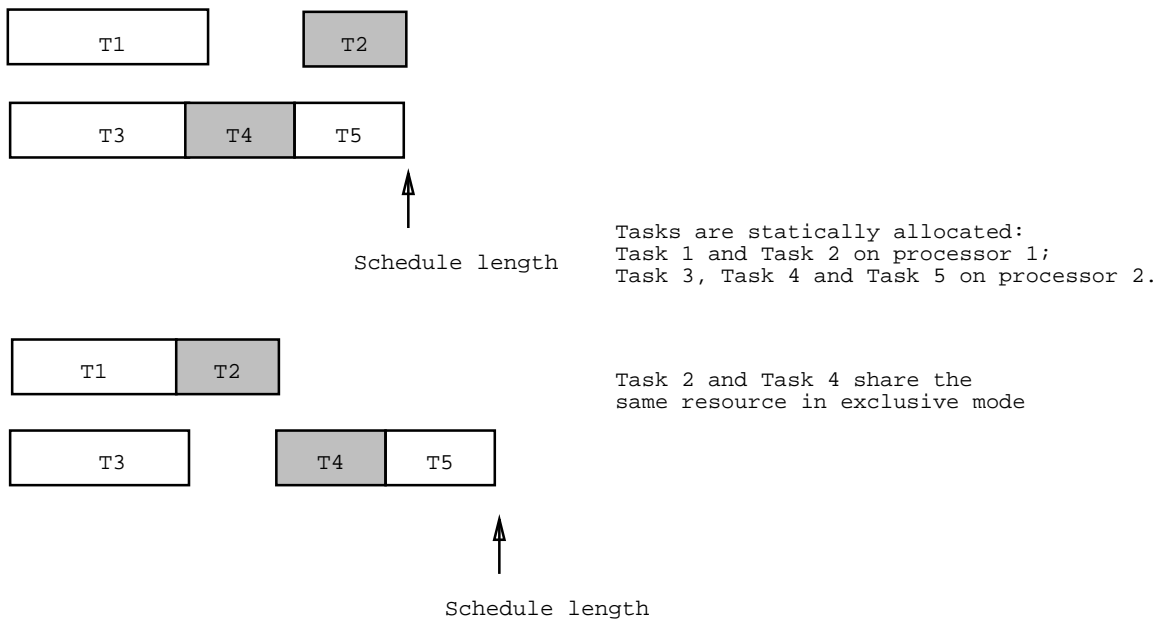 T1
T2
T3
T4
T5
Schedule length
Tasks are statically allocated:
Task 1 and Task 2 on processor 1;
Task 3, Task 4 and Task 5 on processor 2.
T1
T2
Task 2 and Task 4 share the
same resource in exclusive mode
T3
T4
T5
Schedule length